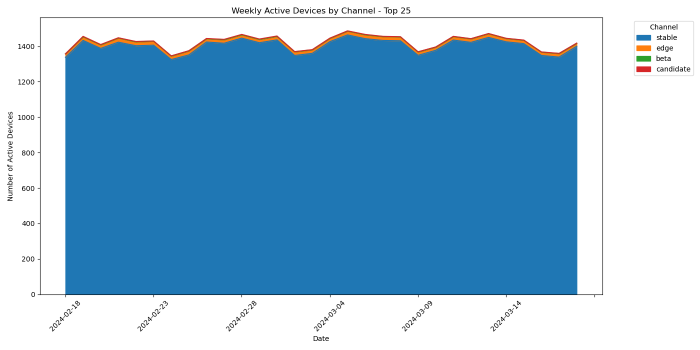 Weekly Active Devices by Channel - Top 25
Number of Active Devices
1400
1200
1000
800
600
400
200
0
2024-02-18
2024-02-23
2024-02-28
2024-03-04
2024-03-09
2024-03-14
Date
Channel
stable
edge
beta
candidate